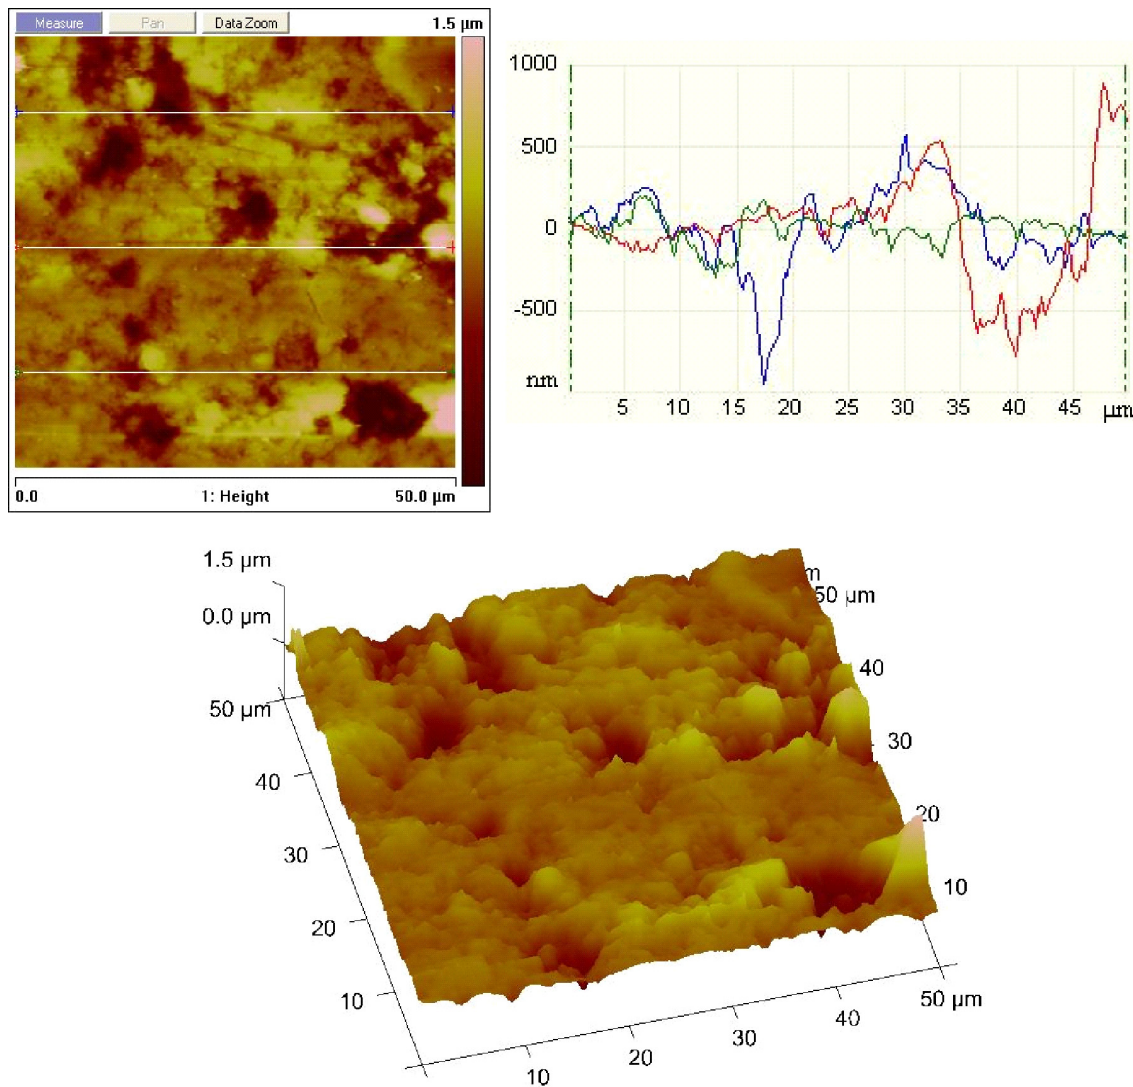 Measure Pan Data Zoom 1.5 µm
0.0 1: Height 50.0 µm
1000
500
0
-500
nm
5 10 15 20 25 30 35 40 45 µm
1.5 µm
0.0 µm
50 µm
40
30
20
10
m
50 µm
40
30
20
10
10 20 30 40 50 µm